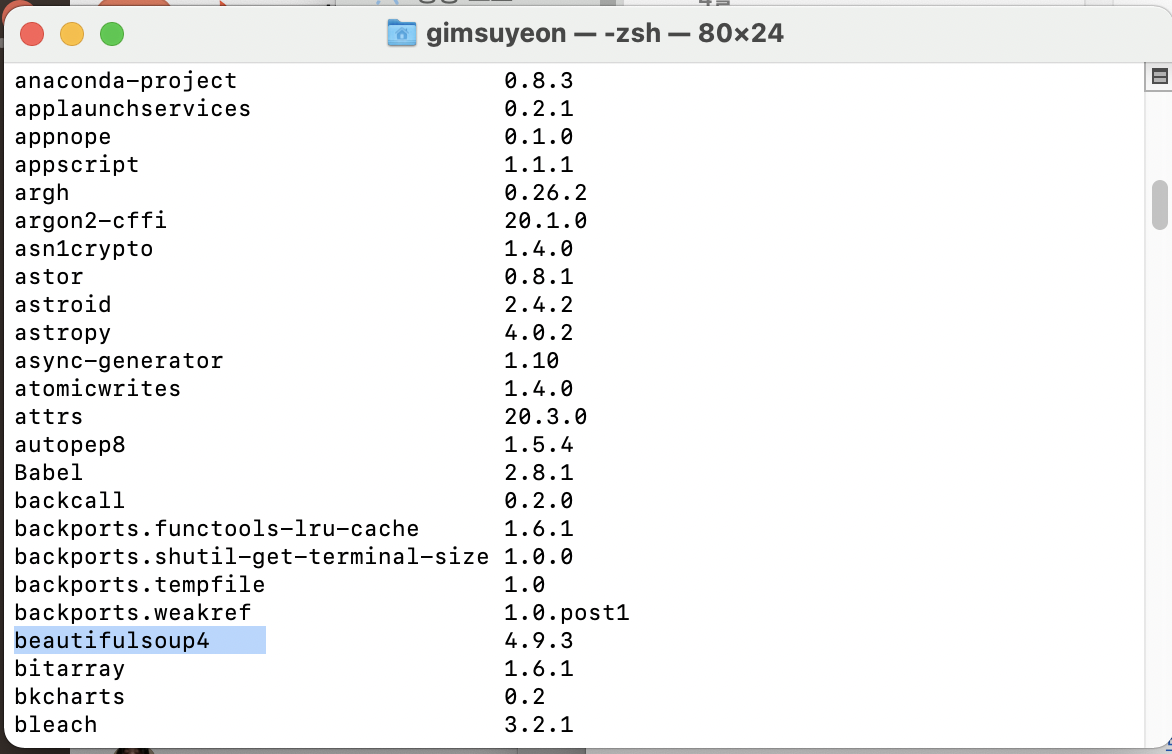 gimsuyeon — -zsh — 80×24
anaconda-project 0.8.3
applaunchservices 0.2.1
appnope 0.1.0
appscript 1.1.1
argh 0.26.2
argon2-cffi 20.1.0
asn1crypto 1.4.0
astor 0.8.1
astroid 2.4.2
astropy 4.0.2
async-generator 1.10
atomicwrites 1.4.0
attrs 20.3.0
autopep8 1.5.4
Babel 2.8.1
backcall 0.2.0
backports.functools-lru-cache 1.6.1
backports.shutil-get-terminal-size 1.0.0
backports.tempfile 1.0
backports.weakref 1.0.post1
beautifulsoup4 4.9.3
bitarray 1.6.1
bkcharts 0.2
bleach 3.2.1